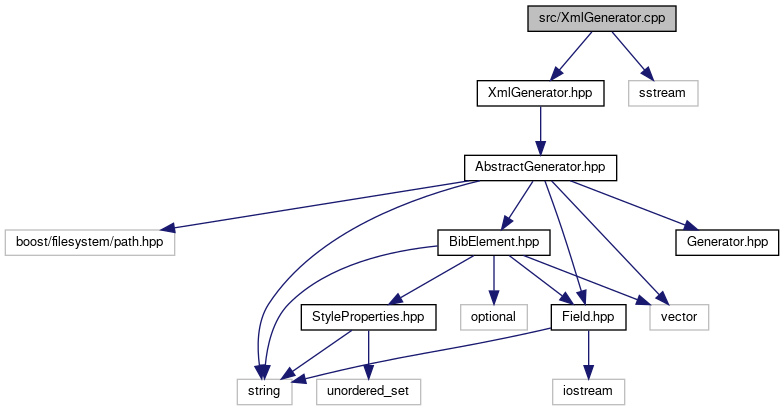 src/XmlGenerator.cpp
XmlGenerator.hpp
sstream
AbstractGenerator.hpp
boost/filesystem/path.hpp
BibElement.hpp
Generator.hpp
StyleProperties.hpp
optional
Field.hpp
vector
string
unordered_set
iostream